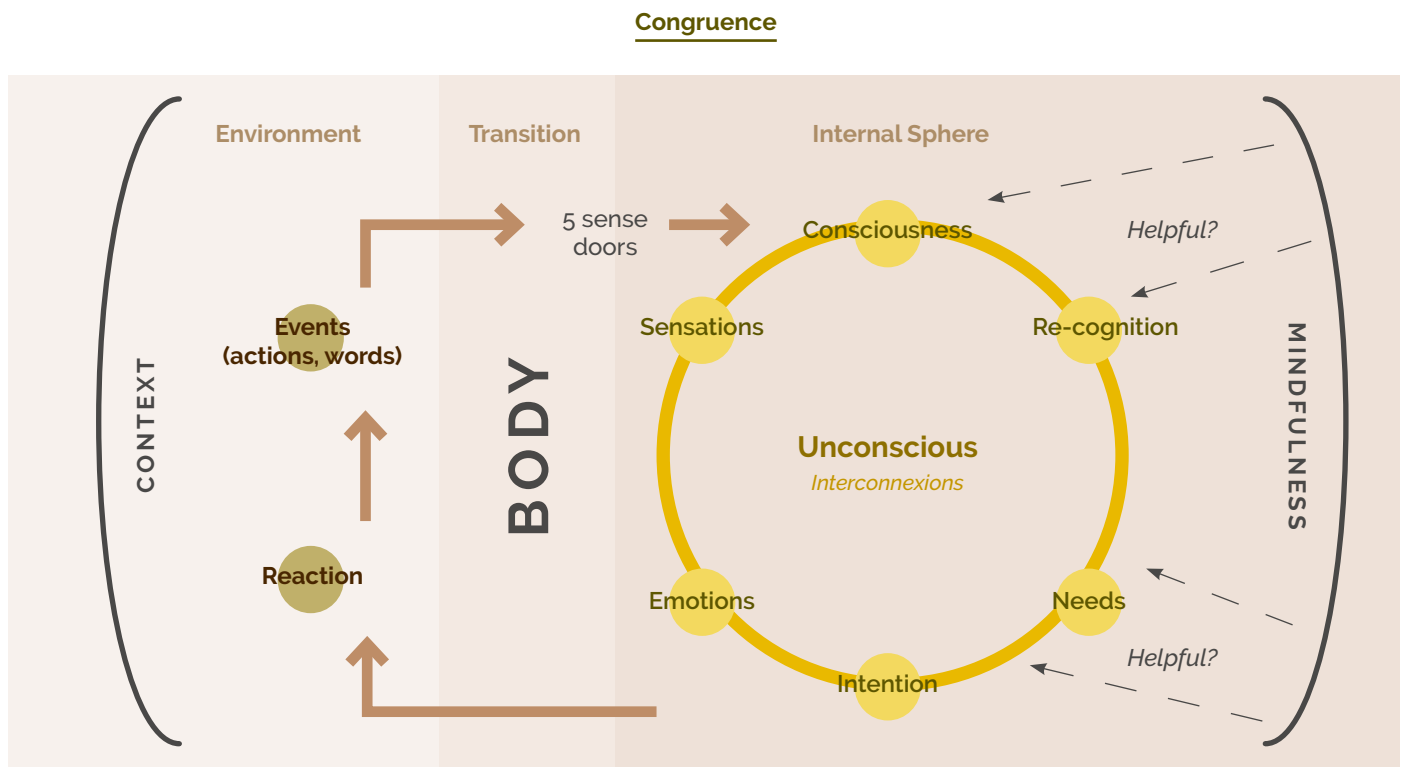 Congruence
Environment
Transition
Internal Sphere
5 sense
doors
Consciousness
Helpful?
Events
(actions, words)
Sensations
Re-cognition
CONTEXT
BODY
Unconscious
Interconnexions
MINDFULNESS
Reaction
Emotions
Needs
Helpful?
Intention